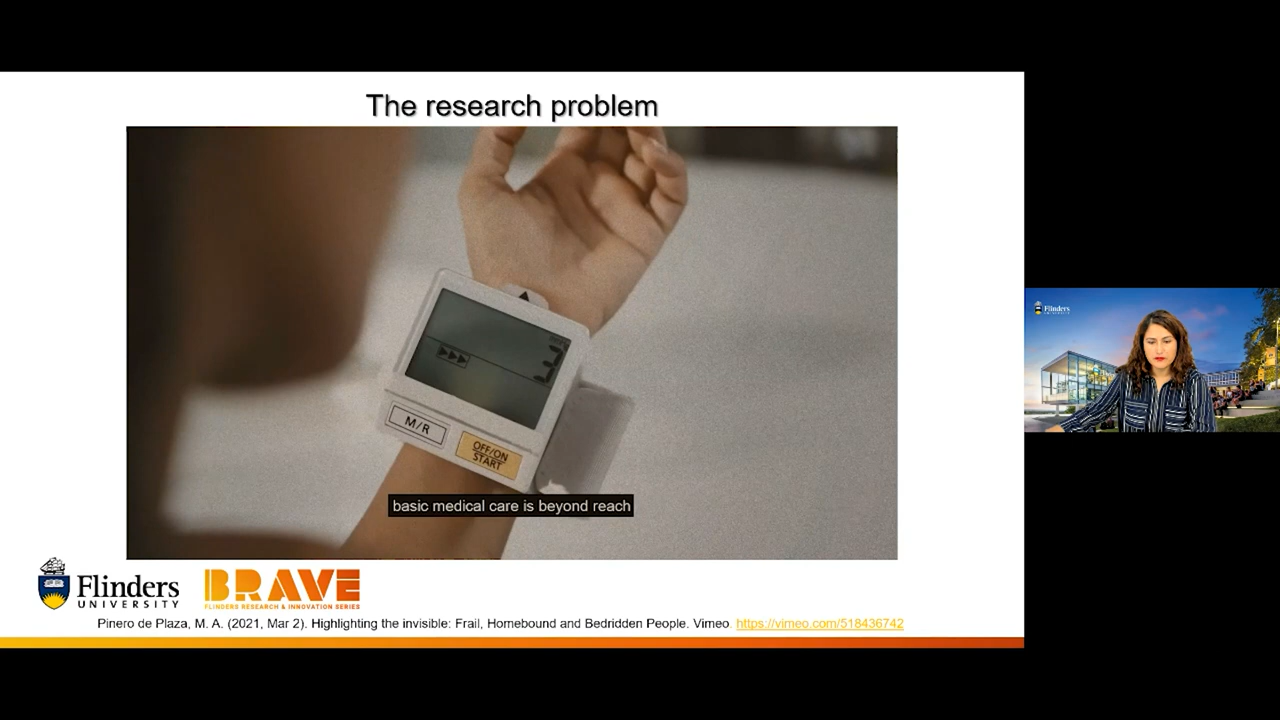 The research problem
M/R
OFF/ON
START
basic medical care is beyond reach
Flinders
UNIVERSITY
BRAVE
FLINDERS RESEARCH & INNOVATION SERIES
Pinero de Plaza, M. A. (2021, Mar 2). Highlighting the invisible: Frail, Homebound and Bedridden People. Vimeo. https://vimeo.com/518436742
Flinders
UNIVERSITY